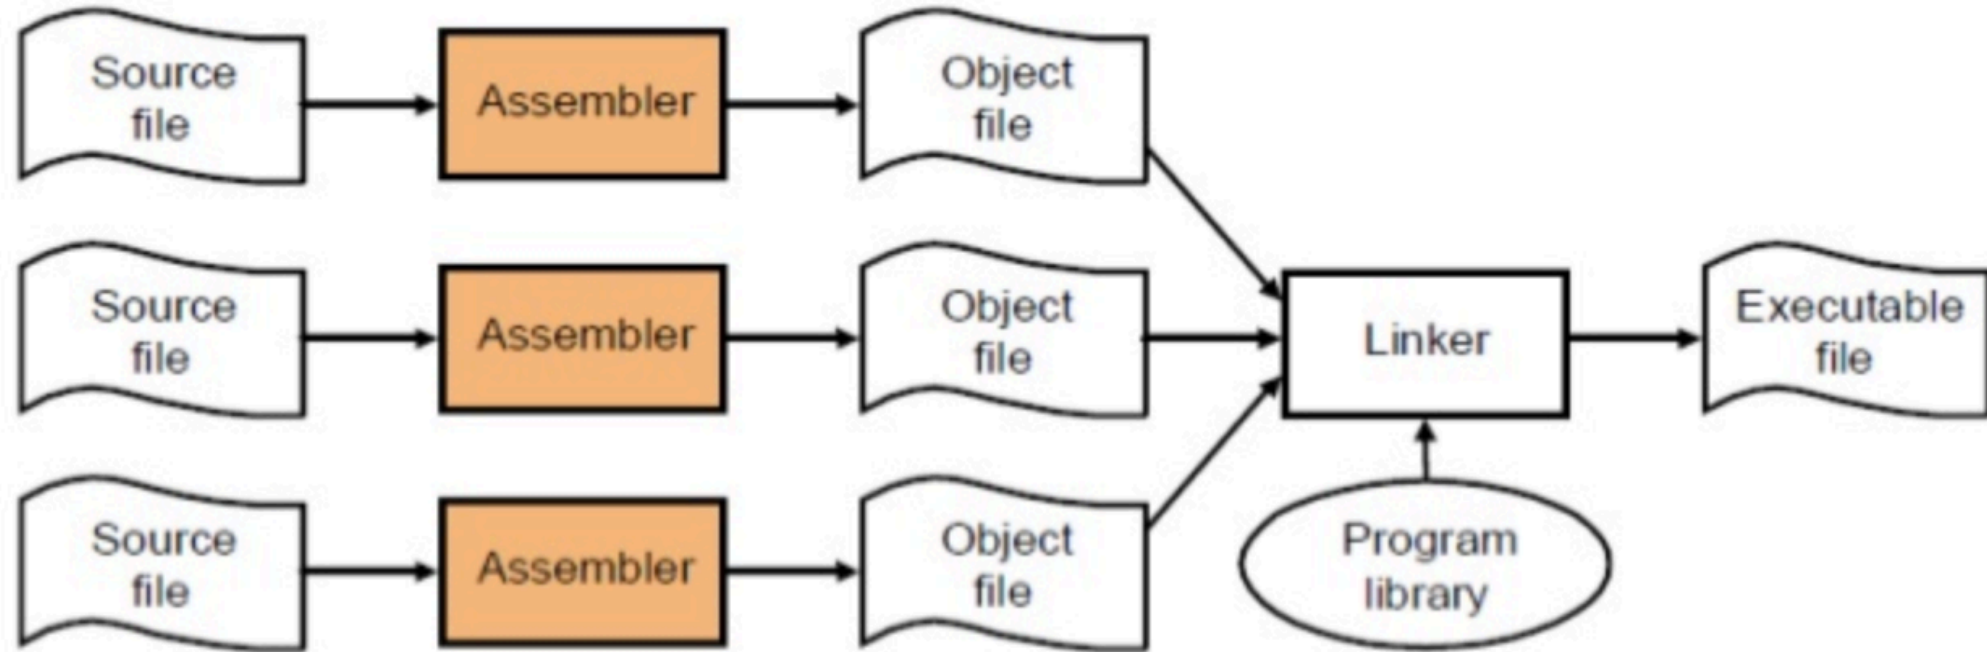 Source
file
Assembler
Object
file
Source
file
Assembler
Object
file
Linker
Executable
file
Source
file
Assembler
Object
file
Program
library